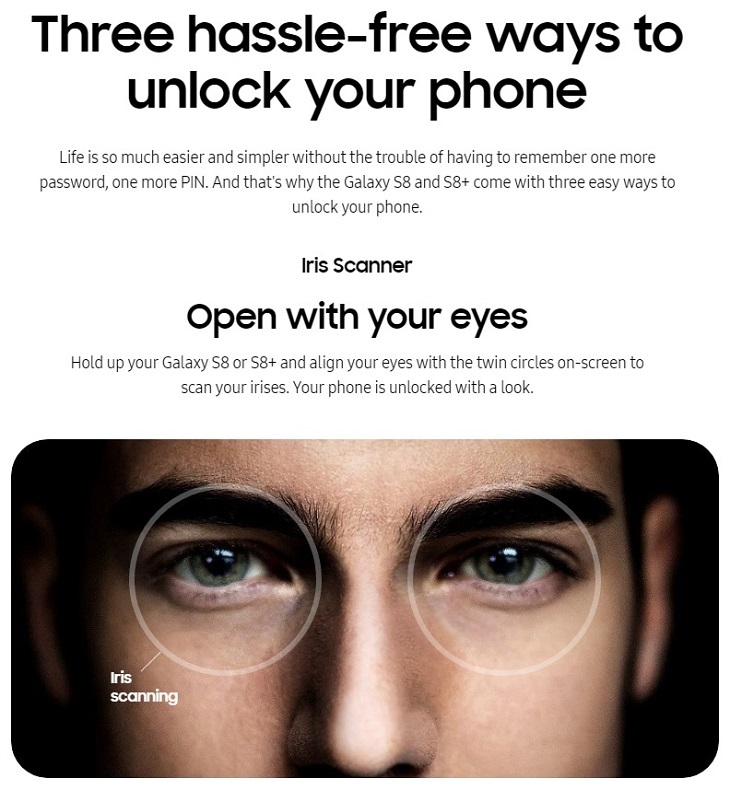 Three hassle-free ways to
unlock your phone
Life is so much easier and simpler without the trouble of having to remember one more
password, one more PIN. And that's why the Galaxy S8 and S8+ come with three easy ways to
unlock your phone.
Iris Scanner
Open with your eyes
Hold up your Galaxy S8 or S8+ and align your eyes with the twin circles on-screen to
scan your irises. Your phone is unlocked with a look.
Iris
scanning